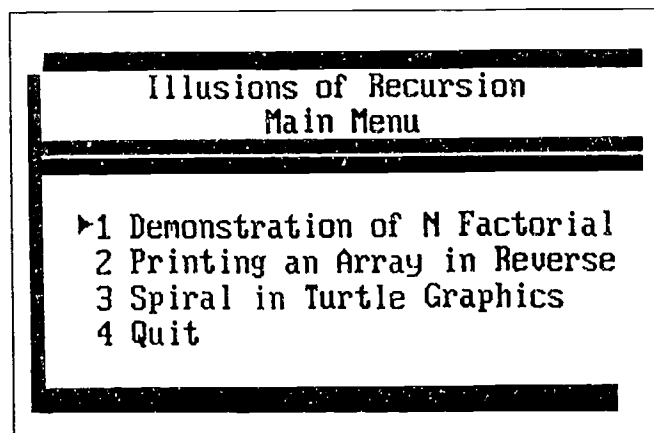 Illusions of Recursion
Main Menu
►1 Demonstration of N Factorial
2 Printing an Array in Reverse
3 Spiral in Turtle Graphics
4 Quit